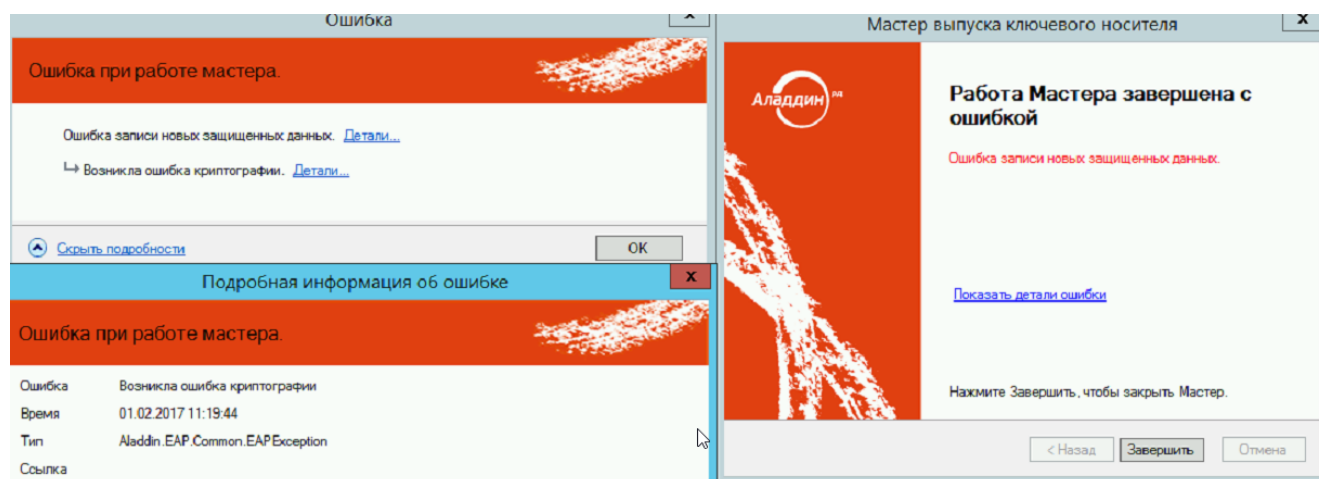 Ошибка
x
Ошибка при работе мастера.
Ошибка записи новых защищенных данных. Детали...
Возникла ошибка криптографии. Детали...
Скрыть подробности
OK
Подробная информация об ошибке
x
Ошибка при работе мастера.
Ошибка Возникла ошибка криптографии
Время 01.02.2017 11:19:44
Тип Aladdin.EAP.Common.EAPException
Ссылка
Мастер выпуска ключевого носителя
x
Аладдин РД
Работа Мастера завершена с
ошибкой
Ошибка записи новых защищенных данных.
Показать детали ошибки
Нажмите Завершить, чтобы закрыть Мастер.
< Назад Завершить Отмена